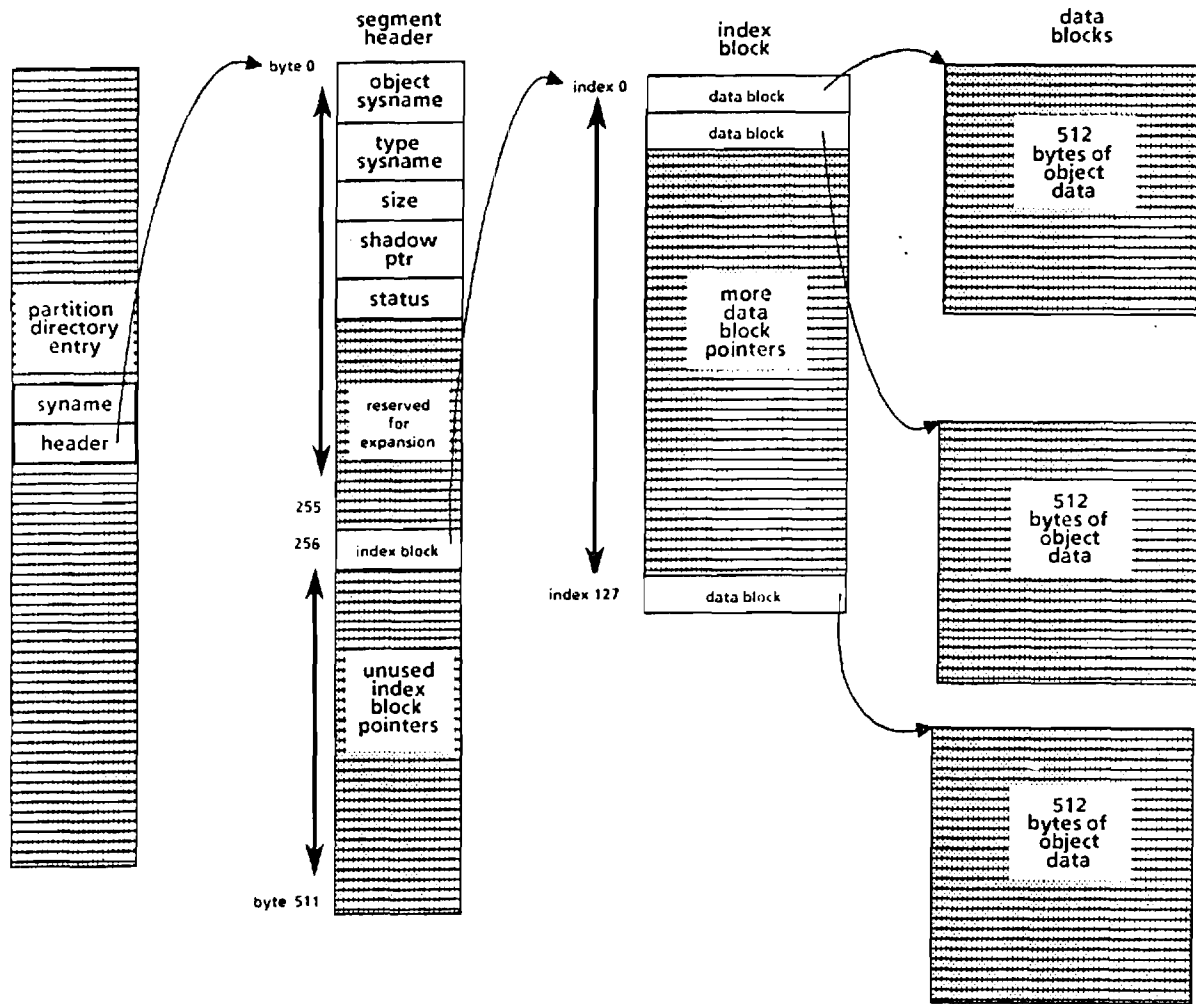 segment
header
index
block
data
blocks
partition
directory
entry
syname
header
byte 0
object
sysname
type
sysname
size
shadow
ptr
status
reserved
for
expansion
255
256
index block
unused
index
block
pointers
byte 511
index 0
data block
data block
more
data
block
pointers
index 127
data block
512
bytes of
object
data
512
bytes of
object
data
512
bytes of
object
data